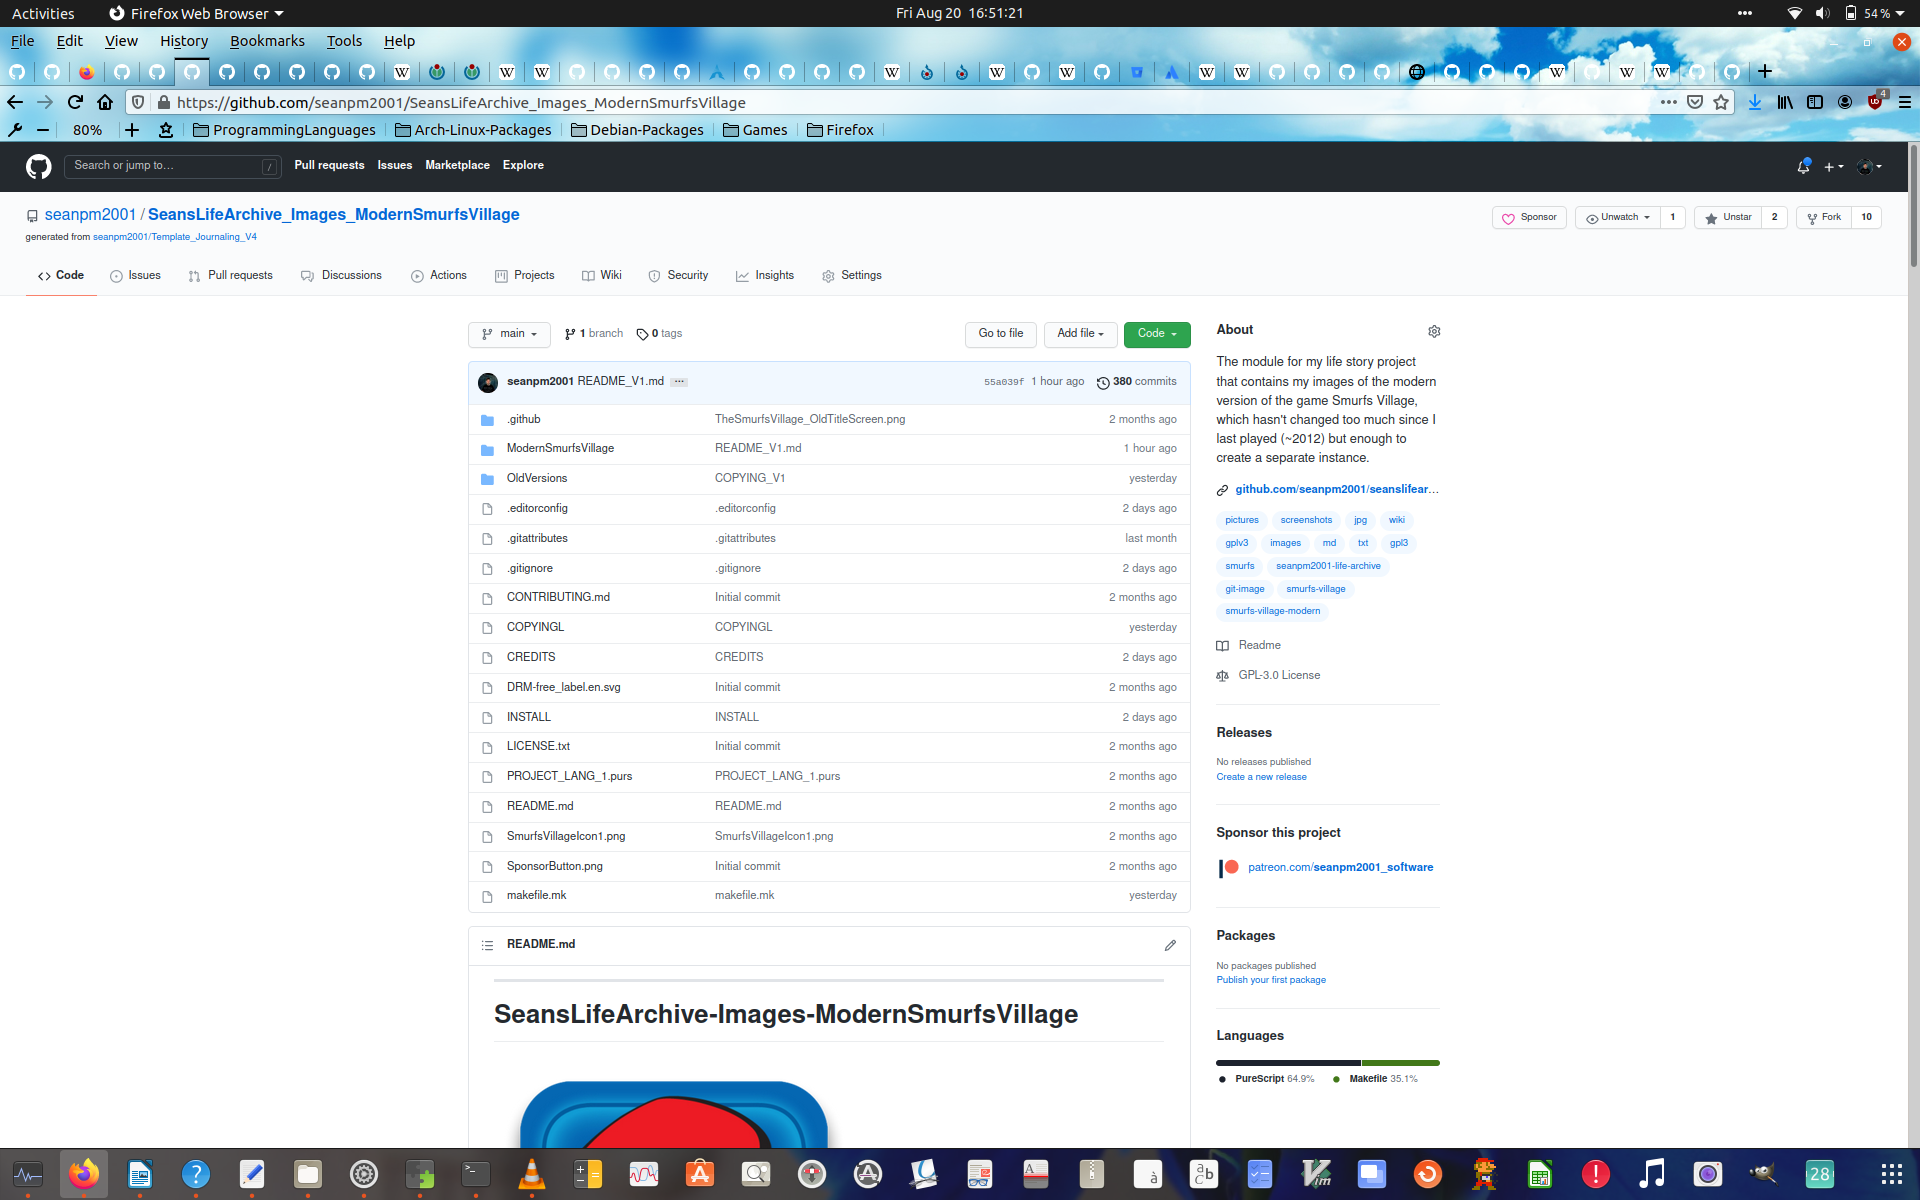 Activities Firefox Web Browser Fri Aug 20 16:51:21 54 %
File Edit View History Bookmarks Tools Help
https://github.com/seanpm2001/SeansLifeArchive_Images_ModernSmurfsVillage 4
80% ProgrammingLanguages Arch-Linux-Packages Debian-Packages Games Firefox
Search or jump to... / Pull requests Issues Marketplace Explore
seanpm2001 / SeansLifeArchive_Images_ModernSmurfsVillage Sponsor Unwatch 1 Unstar 2 Fork 10
generated from seanpm2001/Template_Journaling_V4
Code Issues Pull requests Discussions Actions Projects Wiki Security Insights Settings
main 1 branch 0 tags Go to file Add file Code
seanpm2001 README_V1.md ... 55a039f 1 hour ago 380 commits
.github TheSmurfsVillage_OldTitleScreen.png 2 months ago
ModernSmurfsVillage README_V1.md 1 hour ago
OldVersions COPYING_V1 yesterday
.editorconfig .editorconfig 2 days ago
.gitattributes .gitattributes last month
.gitignore .gitignore 2 days ago
CONTRIBUTING.md Initial commit 2 months ago
COPYINGL COPYINGL yesterday
CREDITS CREDITS 2 days ago
DRM-free_label.en.svg Initial commit 2 months ago
INSTALL INSTALL 2 days ago
LICENSE.txt Initial commit 2 months ago
PROJECT_LANG_1.purs PROJECT_LANG_1.purs 2 months ago
README.md README.md 2 months ago
SmurfsVillageIcon1.png SmurfsVillageIcon1.png 2 months ago
SponsorButton.png Initial commit 2 months ago
makefile.mk makefile.mk yesterday
README.md
SeansLifeArchive-Images-ModernSmurfsVillage
About
The module for my life story project
that contains my images of the modern
version of the game Smurfs Village,
which hasn't changed too much since I
last played (~2012) but enough to
create a separate instance.
github.com/seanpm2001/seanslifear...
pictures screenshots jpg wiki
gplv3 images md txt gpl3
smurfs seanpm2001-life-archive
git-image smurfs-village
smurfs-village-modern
Readme
GPL-3.0 License
Releases
No releases published
Create a new release
Sponsor this project
patreon.com/seanpm2001_software
Packages
No packages published
Publish your first package
Languages
PureScript 64.9% Makefile 35.1%
28